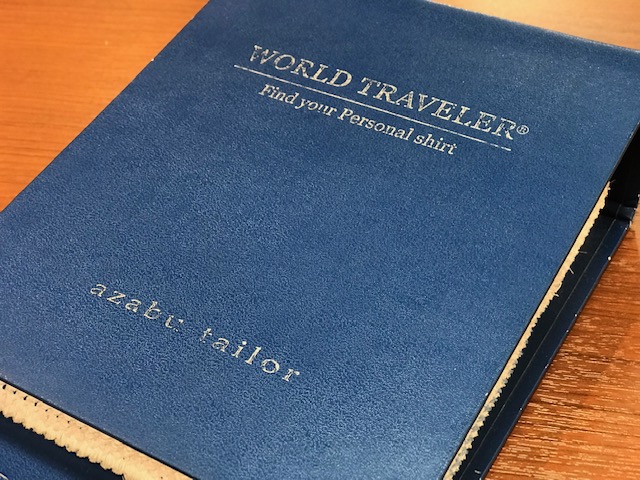 WORLD TRAVELER®
Find your Personal shirt
azabu tailor